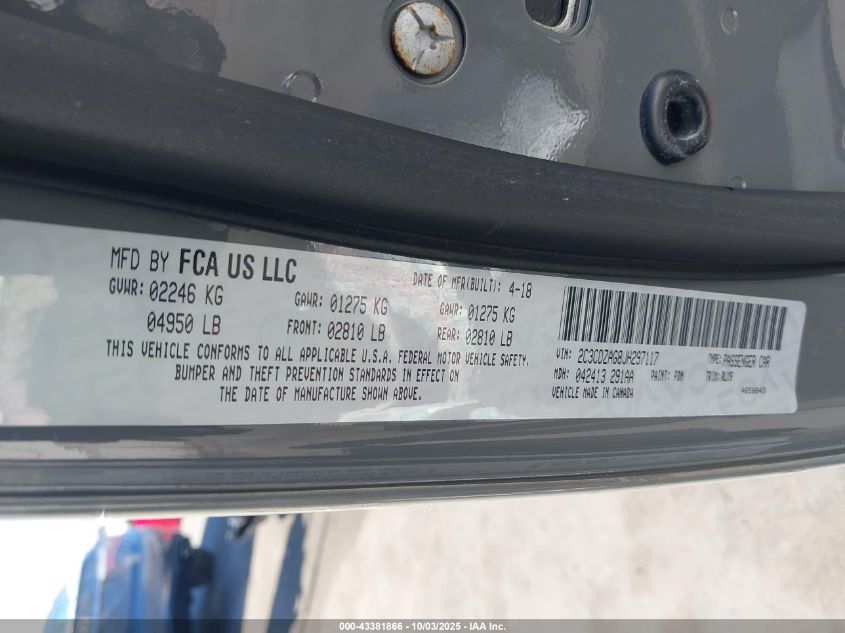 MFD BY FCA US LLC
DATE OF MFR(BUILT): 4-18
GVWR: 02246 KG
GAWR: 01275 KG
GAWR: 01275 KG
04950 LB
FRONT: 02810 LB
REAR: 02810 LB
THIS VEHICLE CONFORMS TO ALL APPLICABLE U.S.A. FEDERAL MOTOR VEHICLE SAFETY,
BUMPER AND THEFT PREVENTION STANDARDS IN EFFECT ON
THE DATE OF MANUFACTURE SHOWN ABOVE.
VIN: 2C3CDZAG8JH297117
TYPE: PASSENGER CAR
MDH: 042413 291AA
PAINT: PDN
TRIM: RLX9
VEHICLE MADE IN CANADA
000-43381866 - 10/03/2025 - IAA Inc.